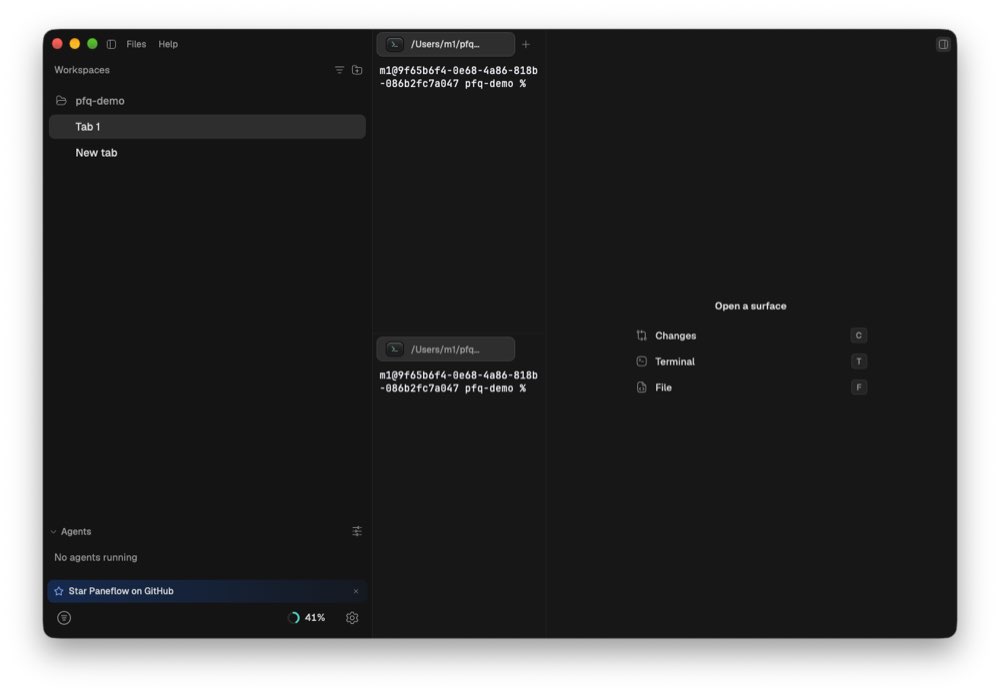 Files Help
Workspaces
pfq-demo
Tab 1
New tab
Agents
No agents running
Star Paneflow on GitHub
41%
/Users/m1/pfq...
m1@9f65b6f4-0e68-4a86-818b
-086b2fc7a047 pfq-demo %
/Users/m1/pfq...
m1@9f65b6f4-0e68-4a86-818b
-086b2fc7a047 pfq-demo %
Open a surface
Changes C
Terminal T
File F